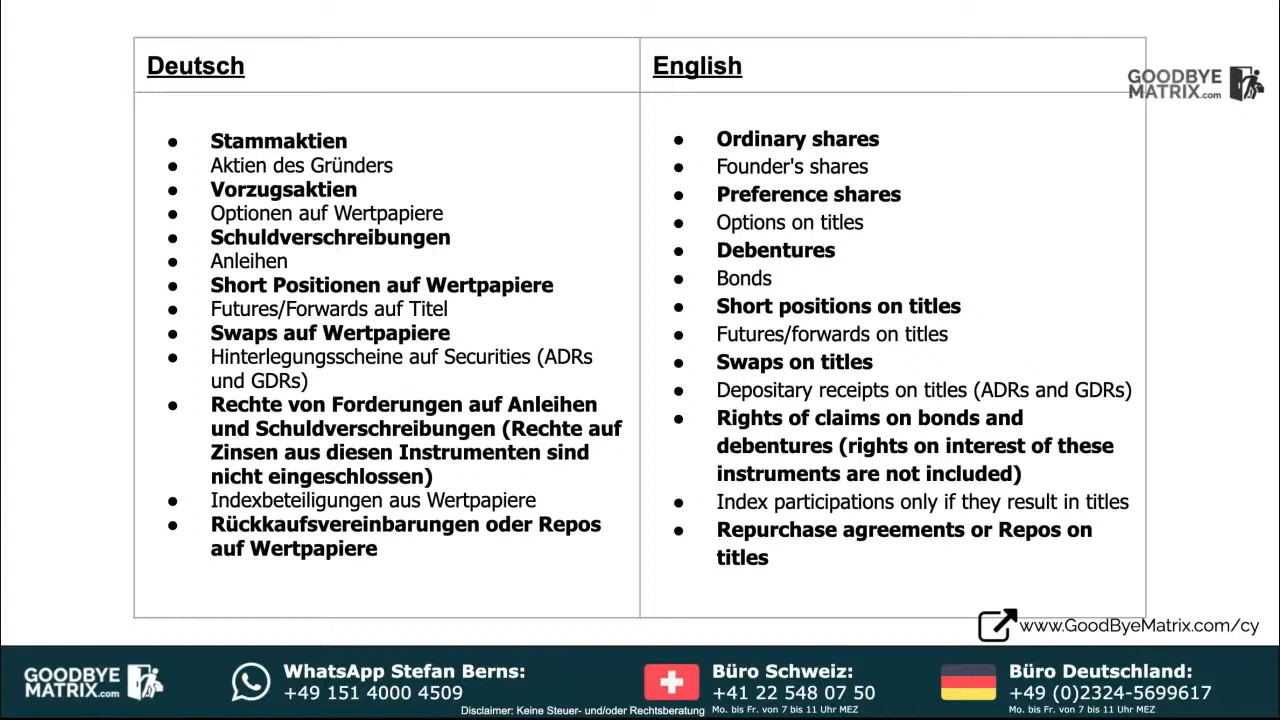 Deutsch
Stammaktien
Aktien des Gründers
Vorzugsaktien
Optionen auf Wertpapiere
Schuldverschreibungen
Anleihen
Short Positionen auf Wertpapiere
Futures/Forwards auf Titel
Swaps auf Wertpapiere
Hinterlegungsscheine auf Securities (ADRs
und GDRs)
Rechte von Forderungen auf Anleihen
und Schuldverschreibungen (Rechte auf
Zinsen aus diesen Instrumenten sind
nicht eingeschlossen)
Indexbeteiligungen aus Wertpapiere
Rückkaufsvereinbarungen oder Repos
auf Wertpapiere
English
Ordinary shares
Founder's shares
Preference shares
Options on titles
Debentures
Bonds
Short positions on titles
Futures/forwards on titles
Swaps on titles
Depositary receipts on titles (ADRs and GDRs)
Rights of claims on bonds and
debentures (rights on interest of these
instruments are not included)
Index participations only if they result in titles
Repurchase agreements or Repos on
titles
GOODBYE
MATRIX.com
www.GoodByeMatrix.com/cy
GOODBYE
MATRIX.com
WhatsApp Stefan Berns:
+49 151 4000 4509
Büro Schweiz:
+41 22 548 07 50
Mo. bis Fr. von 7 bis 11 Uhr MEZ
Büro Deutschland:
+49 (0)2324-5699617
Mo. bis Fr. von 7 bis 11 Uhr MEZ
Disclaimer: Keine Steuer- und/oder Rechtsberatung